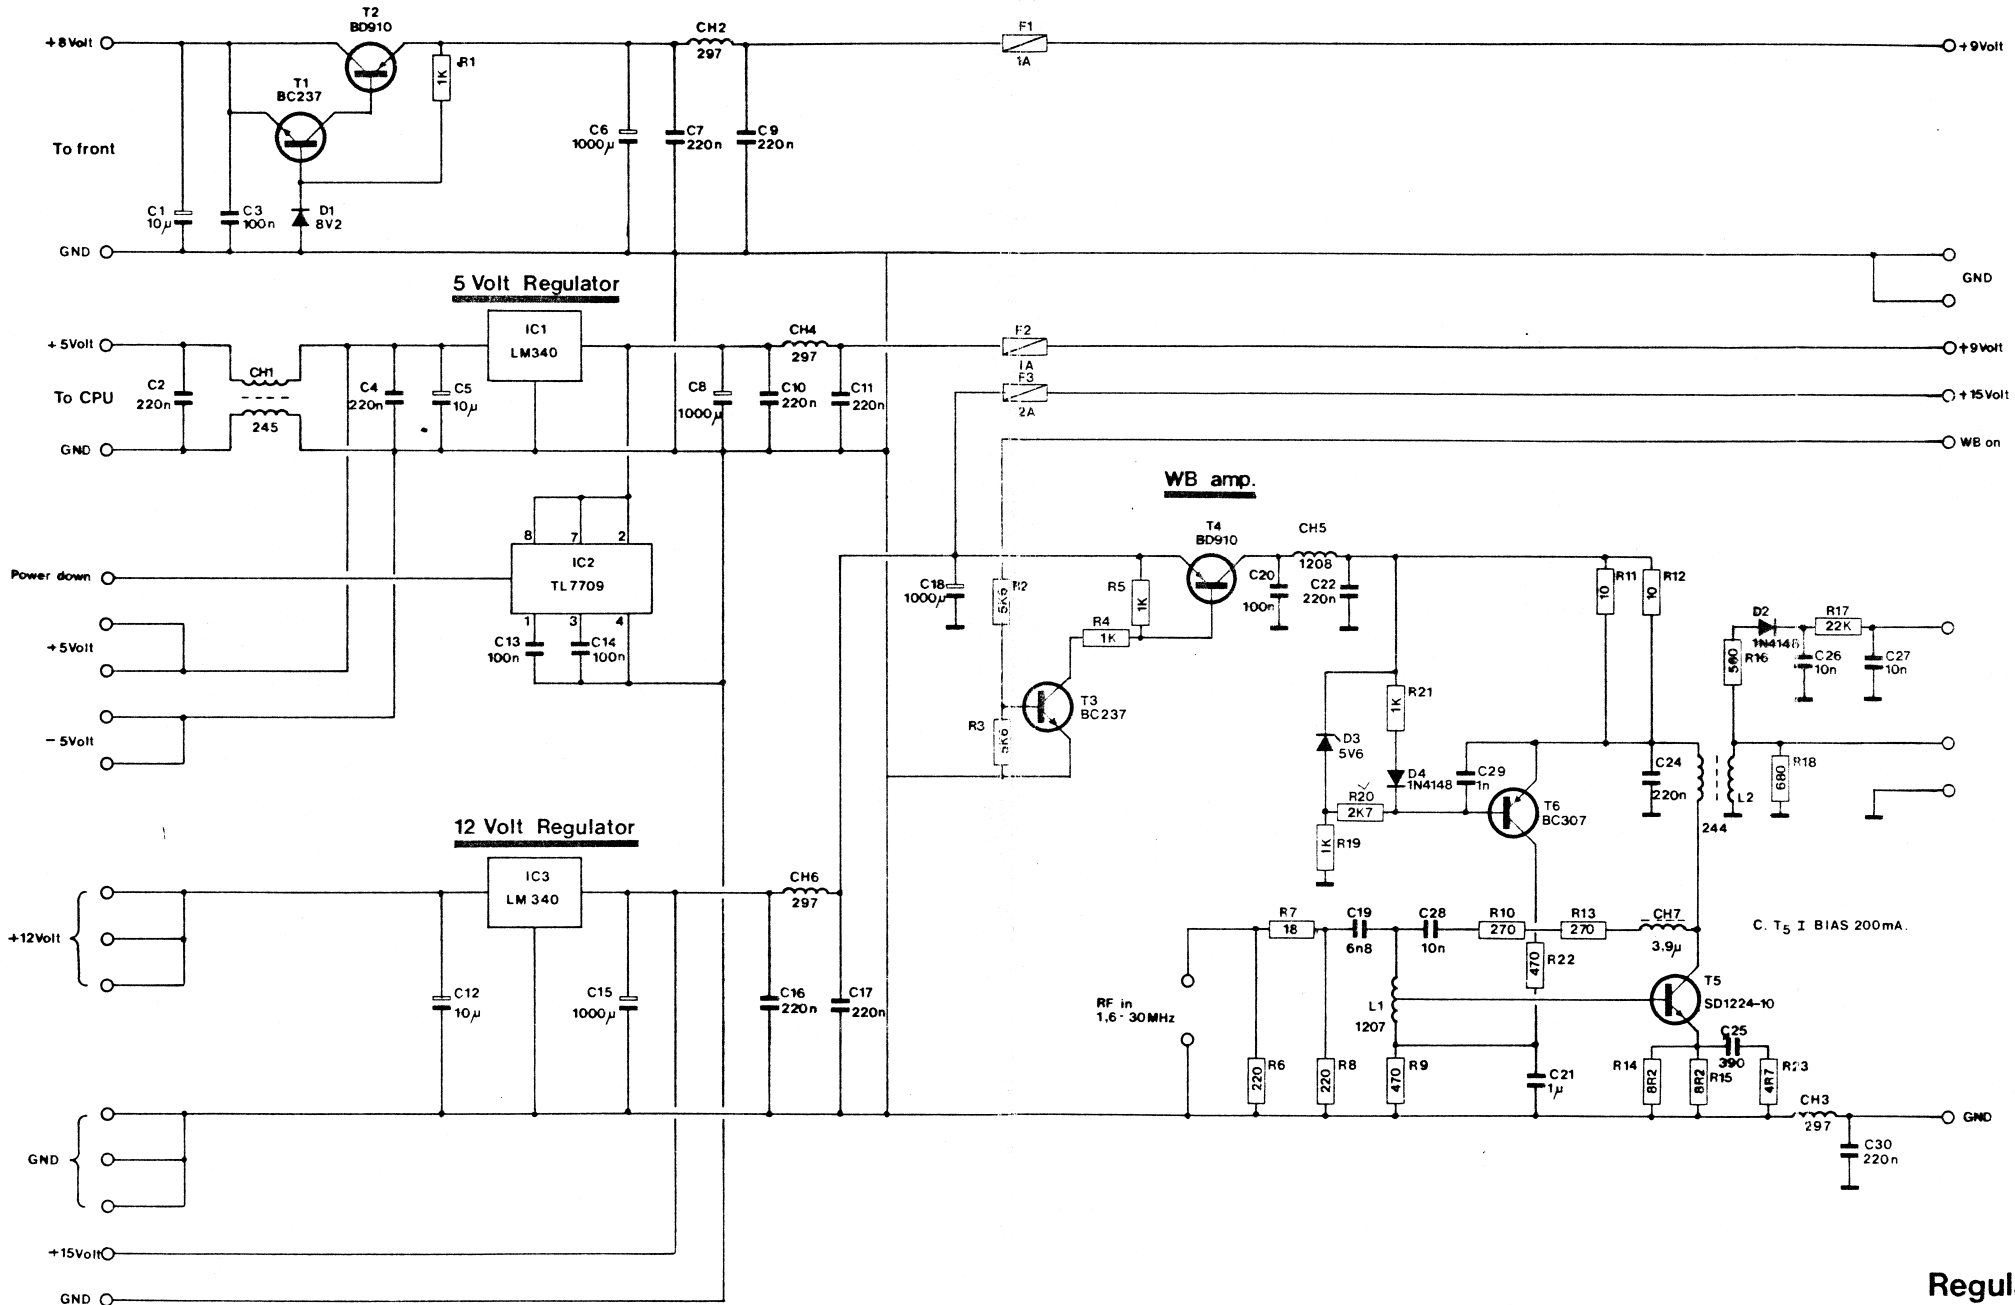 T2
BD910
+8Volt
T1
BC237
R1
1K
CH2
297
F1
1A
+9Volt
To front
C6
1000µ
C7
220n
C9
220n
C1
10µ
C3
100n
D1
8V2
GND
GND
5 Volt Regulator
IC1
LM340
+5Volt
CH4
297
F2
1A
+9Volt
F3
2A
+15Volt
To CPU
C2
220n
CH1
245
C4
220n
C5
10µ
C8
1000µ
C10
220n
C11
220n
GND
WB on
WB amp.
8
7
2
IC2
TL7709
Power down
1
3
4
C13
100n
C14
100n
+5Volt
-5Volt
T4
BD910
CH5
1208
C18
1000µ
R2
5K6
R5
1K
R4
1K
C20
100n
C22
220n
R11
10
R12
10
D2
1N4148
R17
22K
R16
C26
10n
C27
10n
R3
5K6
T3
BC237
R21
1K
D3
5V6
D4
1N4148
C29
1n
R20
2K7
R19
1K
T6
BC307
C24
220n
L2
244
R18
680
12 Volt Regulator
IC3
LM 340
CH6
297
+12Volt
C12
10µ
C15
1000µ
C16
220n
C17
220n
R7
18
C19
6n8
C28
10n
R10
270
R13
270
CH7
3,9µ
C. T5 I BIAS 200mA.
R22
470
RF in
1,6 - 30MHz
L1
1207
T5
SD1224-10
C25
390
R6
220
R8
220
R9
470
C21
1µ
R14
8R2
R15
8R2
R23
4R7
CH3
297
GND
C30
220n
GND
+15Volt
GND
Regul